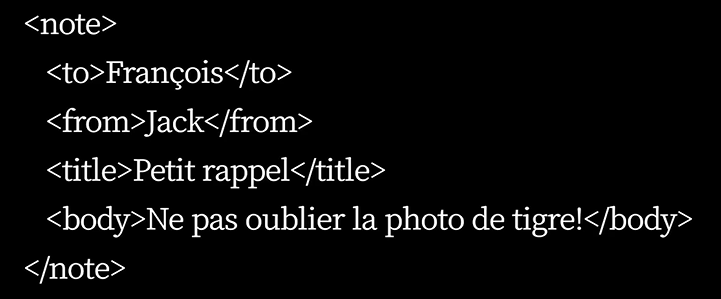 <note>
<to>François</to>
<from>Jack</from>
<title>Petit rappel</title>
<body>Ne pas oublier la photo de tigre!</body>
</note>